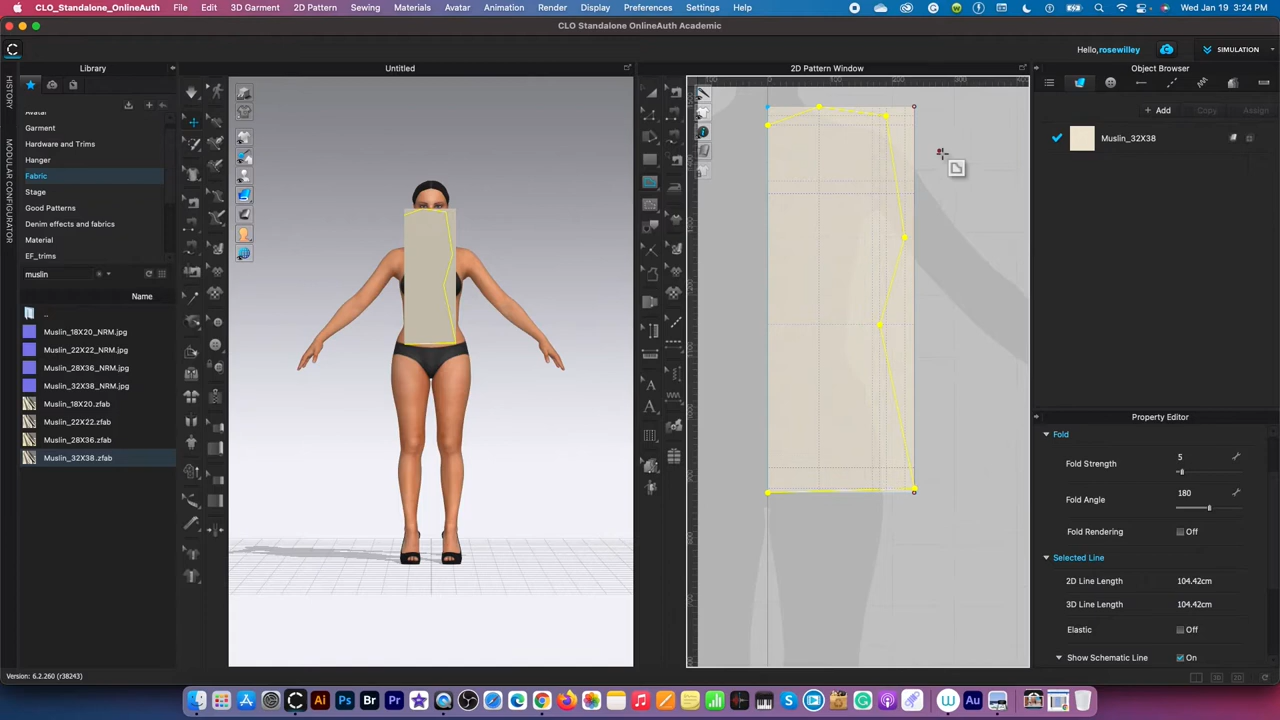 CLO_Standalone_OnlineAuth File Edit 3D Garment 2D Pattern Sewing Materials Avatar Animation Render Display Preferences Settings Help
Wed Jan 19 3:24 PM
CLO Standalone OnlineAuth Academic
Hello, rosewilley
SIMULATION
Library
Untitled
2D Pattern Window
Object Browser
HISTORY
MODULAR CONFIGURATOR
Garment
Hardware and Trims
Hanger
Fabric
Stage
Good Patterns
Denim effects and fabrics
Material
EF_trims
muslin
Name
..
Muslin_18X20_NRM.jpg
Muslin_22X22_NRM.jpg
Muslin_28X36_NRM.jpg
Muslin_32X38_NRM.jpg
Muslin_18X20.zfab
Muslin_22X22.zfab
Muslin_28X36.zfab
Muslin_32X38.zfab
+ Add Copy Assign
Muslin_32X38
Property Editor
Fold
Fold Strength 5
Fold Angle 180
Fold Rendering Off
Selected Line
2D Line Length 104.42cm
3D Line Length 104.42cm
Elastic Off
Show Schematic Line On
Version: 6.2.260 (r38243)
3D 2D